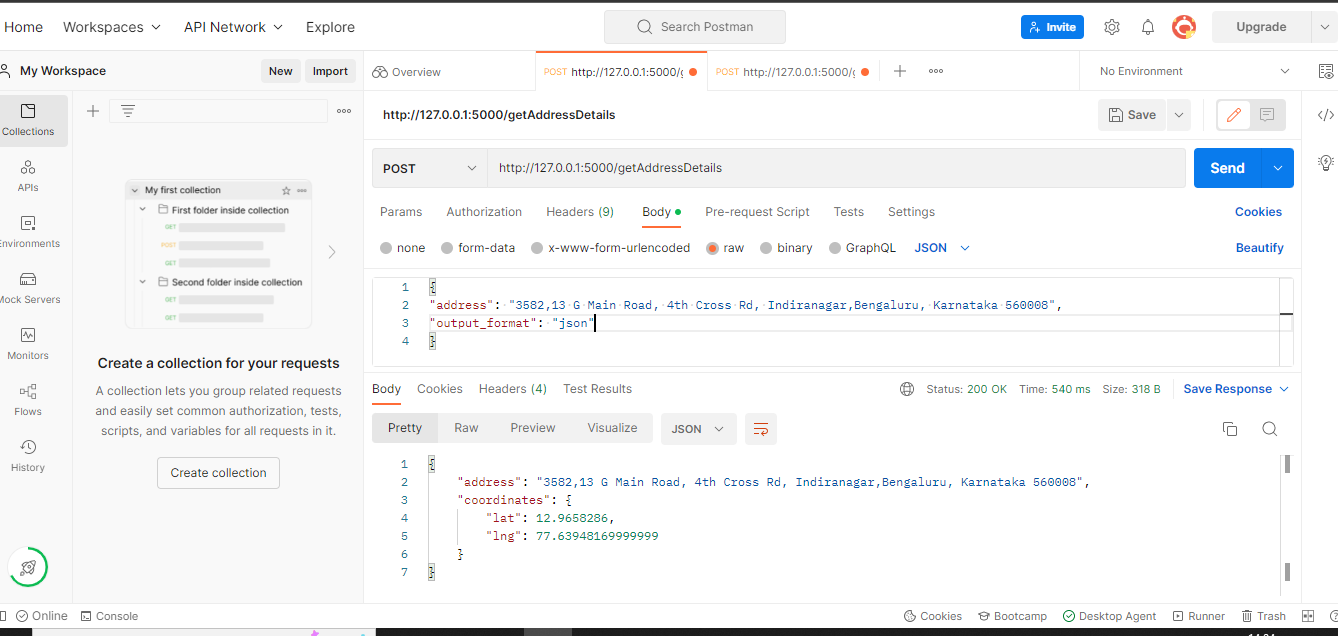 Home Workspaces API Network Explore Search Postman Invite Upgrade
My Workspace New Import Overview POST http://127.0.0.1:5000/g POST http://127.0.0.1:5000/g No Environment
Collections
APIs
Environments
Mock Servers
Monitors
Flows
History
My first collection
First folder inside collection
GET
POST
GET
Second folder inside collection
GET
GET
GET
Create a collection for your requests
A collection lets you group related requests
and easily set common authorization, tests,
scripts, and variables for all requests in it.
Create collection
http://127.0.0.1:5000/getAddressDetails Save
POST http://127.0.0.1:5000/getAddressDetails Send
Params Authorization Headers (9) Body Pre-request Script Tests Settings Cookies
none form-data x-www-form-urlencoded raw binary GraphQL JSON Beautify
1 {
2 "address": "3582,13 G Main Road, 4th Cross Rd, Indiranagar,Bengaluru, Karnataka 560008",
3 "output_format": "json"
4 }
Body Cookies Headers (4) Test Results Status: 200 OK Time: 540 ms Size: 318 B Save Response
Pretty Raw Preview Visualize JSON
1 {
2 "address": "3582,13 G Main Road, 4th Cross Rd, Indiranagar,Bengaluru, Karnataka 560008",
3 "coordinates": {
4 "lat": 12.9658286,
5 "lng": 77.63948169999999
6 }
7 }
Online Console Cookies Bootcamp Desktop Agent Runner Trash